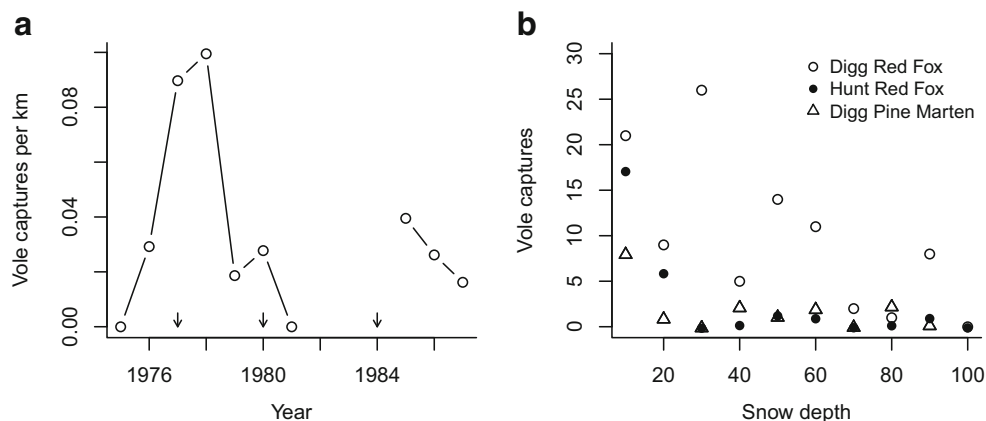 a
Vole captures per km
0.00
0.04
0.08
1976 1980 1984
Year
b
Vole captures
0
5
10
15
20
25
30
Digg Red Fox
Hunt Red Fox
Digg Pine Marten
20 40 60 80 100
Snow depth